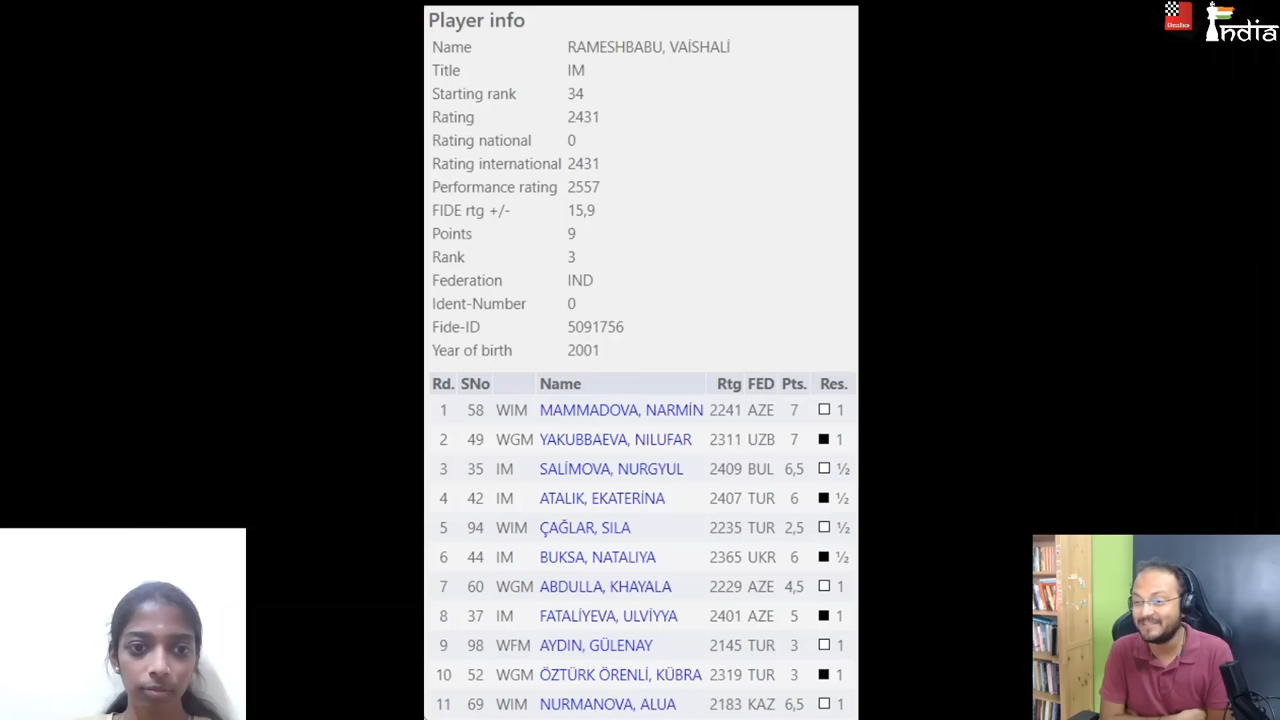 Player info
Name RAMESHBABU, VAİSHALİ
Title IM
Starting rank 34
Rating 2431
Rating national 0
Rating international 2431
Performance rating 2557
FIDE rtg +/- 15,9
Points 9
Rank 3
Federation IND
Ident-Number 0
Fide-ID 5091756
Year of birth 2001
Rd. SNo Name Rtg FED Pts. Res.
1 58 WIM MAMMADOVA, NARMİN 2241 AZE 7 □ 1
2 49 WGM YAKUBBAEVA, NILUFAR 2311 UZB 7 ■ 1
3 35 IM SALİMOVA, NURGYUL 2409 BUL 6,5 □ ½
4 42 IM ATALIK, EKATERİNA 2407 TUR 6 ■ ½
5 94 WIM ÇAĞLAR, SILA 2235 TUR 2,5 □ ½
6 44 IM BUKSA, NATALIYA 2365 UKR 6 ■ ½
7 60 WGM ABDULLA, KHAYALA 2229 AZE 4,5 □ 1
8 37 IM FATALİYEVA, ULVİYYA 2401 AZE 5 ■ 1
9 98 WFM AYDIN, GÜLENAY 2145 TUR 3 □ 1
10 52 WGM ÖZTÜRK ÖRENLİ, KÜBRA 2319 TUR 3 ■ 1
11 69 WIM NURMANOVA, ALUA 2183 KAZ 6,5 □ 1
India